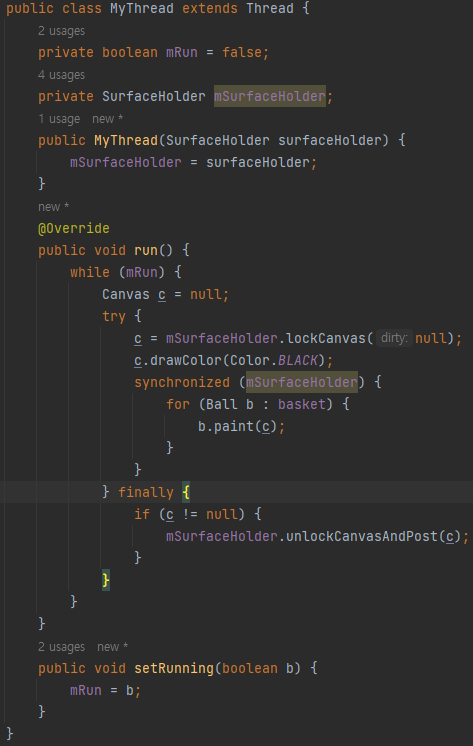 public class MyThread extends Thread {
2 usages
private boolean mRun = false;
4 usages
private SurfaceHolder mSurfaceHolder;
1 usage new *
public MyThread(SurfaceHolder surfaceHolder) {
mSurfaceHolder = surfaceHolder;
}
new *
@Override
public void run() {
while (mRun) {
Canvas c = null;
try {
c = mSurfaceHolder.lockCanvas( dirty: null);
c.drawColor(Color.BLACK);
synchronized (mSurfaceHolder) {
for (Ball b : basket) {
b.paint(c);
}
}
} finally {
if (c != null) {
mSurfaceHolder.unlockCanvasAndPost(c);
}
}
}
}
2 usages new *
public void setRunning(boolean b) {
mRun = b;
}
}